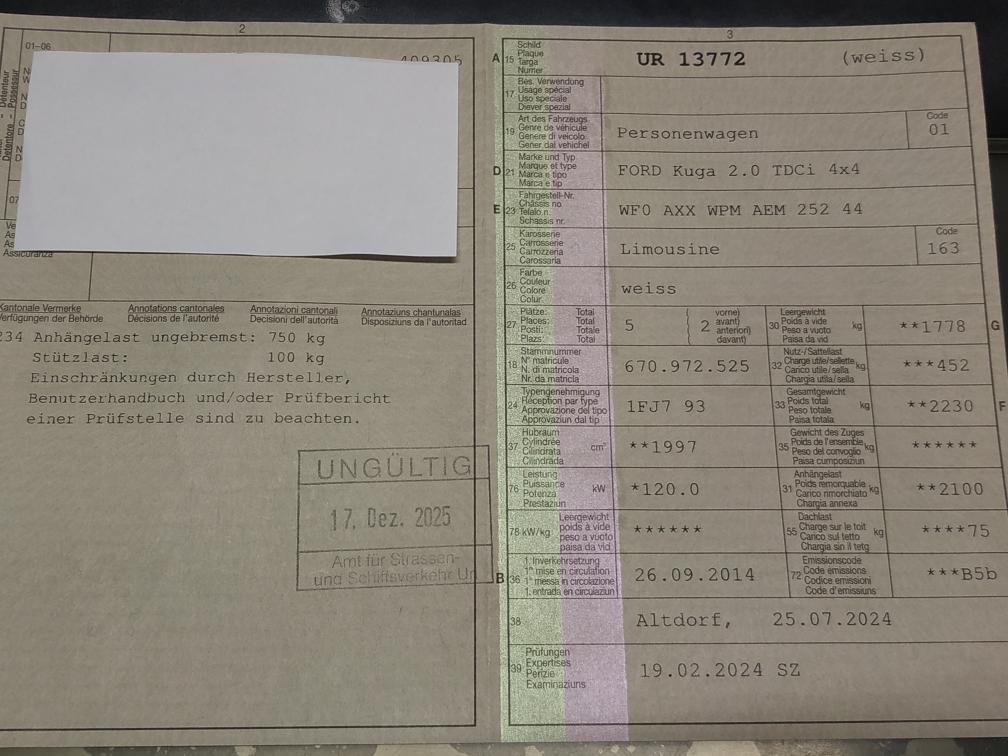 2
01-06
409305
Détenteur - Possessur
Detentore -
07
Assicuranza
Kantonale Vermerke Annotations cantonales Annotazioni cantonali Annotaziuns chantunalas
Verfügungen der Behörde Décisions de l'autorité Decisioni dell'autorità Disposiziuns da l'autoritad
234 Anhängelast ungebremst: 750 kg
Stützlast: 100 kg
Einschränkungen durch Hersteller,
Benutzerhandbuch und/oder Prüfbericht
einer Prüfstelle sind zu beachten.
UNGÜLTIG
17. Dez. 2025
Amt für Strassen-
und Schiffsverkehr Uri
3
A 15 Schild
Plaque
Targa
Numer
UR 13772 (weiss)
17 Bes. Verwendung
Usage spécial
Uso speciale
Diever spezial
19 Art des Fahrzeugs
Genre de véhicule
Genere di veicolo
Gener dal vehichel
Personenwagen
Code
01
D 21 Marke und Typ
Marque et type
Marca e tipo
Marca e tip
FORD Kuga 2.0 TDCi 4x4
E 23 Fahrgestell-Nr.
Châssis no.
Telaio n.
Schassis nr.
WF0 AXX WPM AEM 252 44
25 Karosserie
Carrosserie
Carrozzeria
Carossaria
Limousine
Code
163
26 Farbe
Couleur
Colore
Colur
weiss
27 Plätze: Total
Places: Total
Posti: Totale
Plazs: Total
5 ( 2 vorne)
avant)
anteriori)
davant)
30 Leergewicht
Poids à vide
Peso a vuoto
Paisa da vid
kg **1778 G
18 Stammnummer
N° matricule
N. di matricola
Nr. da matricla
670.972.525
32 Nutz-/Sattellast
Charge utile/sellette
Carico utile/sella
Chargia utila/sella
kg ***452
24 Typengenehmigung
Réception par type
Approvazione del tipo
Approvaziun dal tip
1FJ7 93
33 Gesamtgewicht
Poids total
Peso totale
Paisa totala
kg **2230 F
37 Hubraum
Cylindrée
Cilindrata
Cilindrada
cm³ **1997
35 Gewicht des Zuges
Poids de l'ensemble
Peso del convoglio
Paisa cumposiziun
kg ******
76 Leistung
Puissance
Potenza
Prestaziun
kW *120.0
31 Anhängelast
Poids remorquable
Carico rimorchiato
Chargia annexa
kg **2100
78 kW/kg Leergewicht
poids à vide
peso a vuoto
paisa da vid
******
55 Dachlast
Charge sur le toit
Carico sul tetto
Chargia sin il tetg
kg ****75
B 36 1. Inverkehrsetzung
1re mise en circulation
1a messa in circolazione
1. entrada en circulaziun
26.09.2014
72 Emissionscode
Code émissions
Codice emissioni
Code d'emissiuns
***B5b
38 Altdorf, 25.07.2024
39 Prüfungen
Expertises
Perizie
Examinaziuns
19.02.2024 SZ